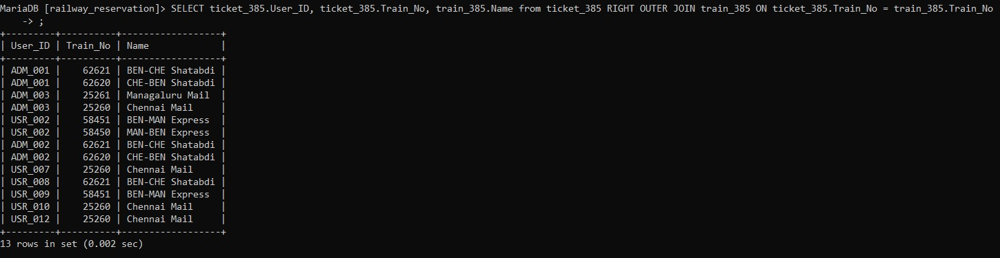 MariaDB [railway_reservation]> SELECT ticket_385.User_ID, ticket_385.Train_No, train_385.Name from ticket_385 RIGHT OUTER JOIN train_385 ON ticket_385.Train_No = train_385.Train_No
    -> ;
+---------+----------+------------------+
| User_ID | Train_No | Name             |
+---------+----------+------------------+
| ADM_001 |    62621 | BEN-CHE Shatabdi |
| ADM_001 |    62620 | CHE-BEN Shatabdi |
| ADM_003 |    25261 | Managaluru Mail  |
| ADM_003 |    25260 | Chennai Mail     |
| USR_002 |    58451 | BEN-MAN Express  |
| USR_002 |    58450 | MAN-BEN Express  |
| ADM_002 |    62621 | BEN-CHE Shatabdi |
| ADM_002 |    62620 | CHE-BEN Shatabdi |
| USR_007 |    25260 | Chennai Mail     |
| USR_008 |    62621 | BEN-CHE Shatabdi |
| USR_009 |    58451 | BEN-MAN Express  |
| USR_010 |    25260 | Chennai Mail     |
| USR_012 |    25260 | Chennai Mail     |
+---------+----------+------------------+
13 rows in set (0.002 sec)